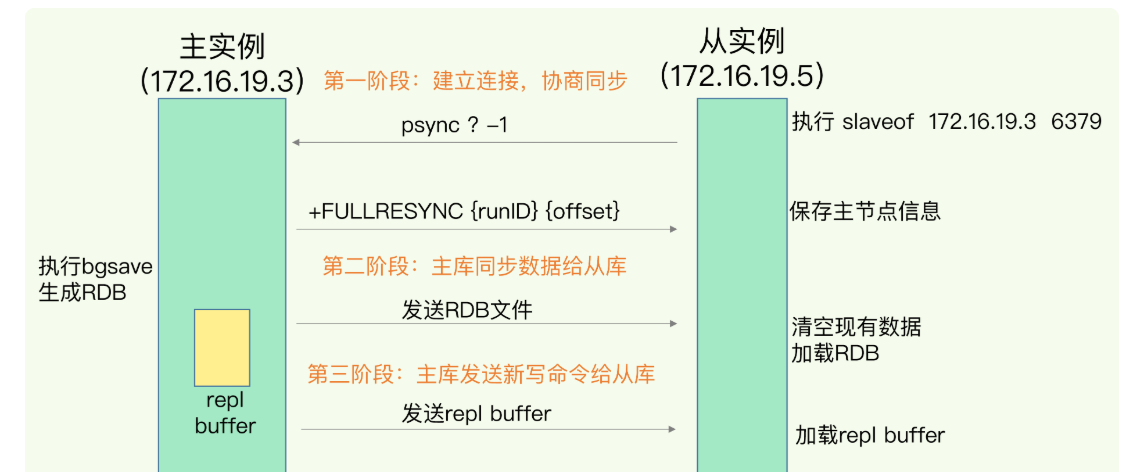 主实例
(172.16.19.3)
从实例
(172.16.19.5)
第一阶段：建立连接，协商同步
执行 slaveof 172.16.19.3 6379
psync ? -1
+FULLRESYNC {runID} {offset}
保存主节点信息
执行bgsave
生成RDB
第二阶段：主库同步数据给从库
发送RDB文件
清空现有数据
加载RDB
第三阶段：主库发送新写命令给从库
repl
buffer
发送repl buffer
加载repl buffer